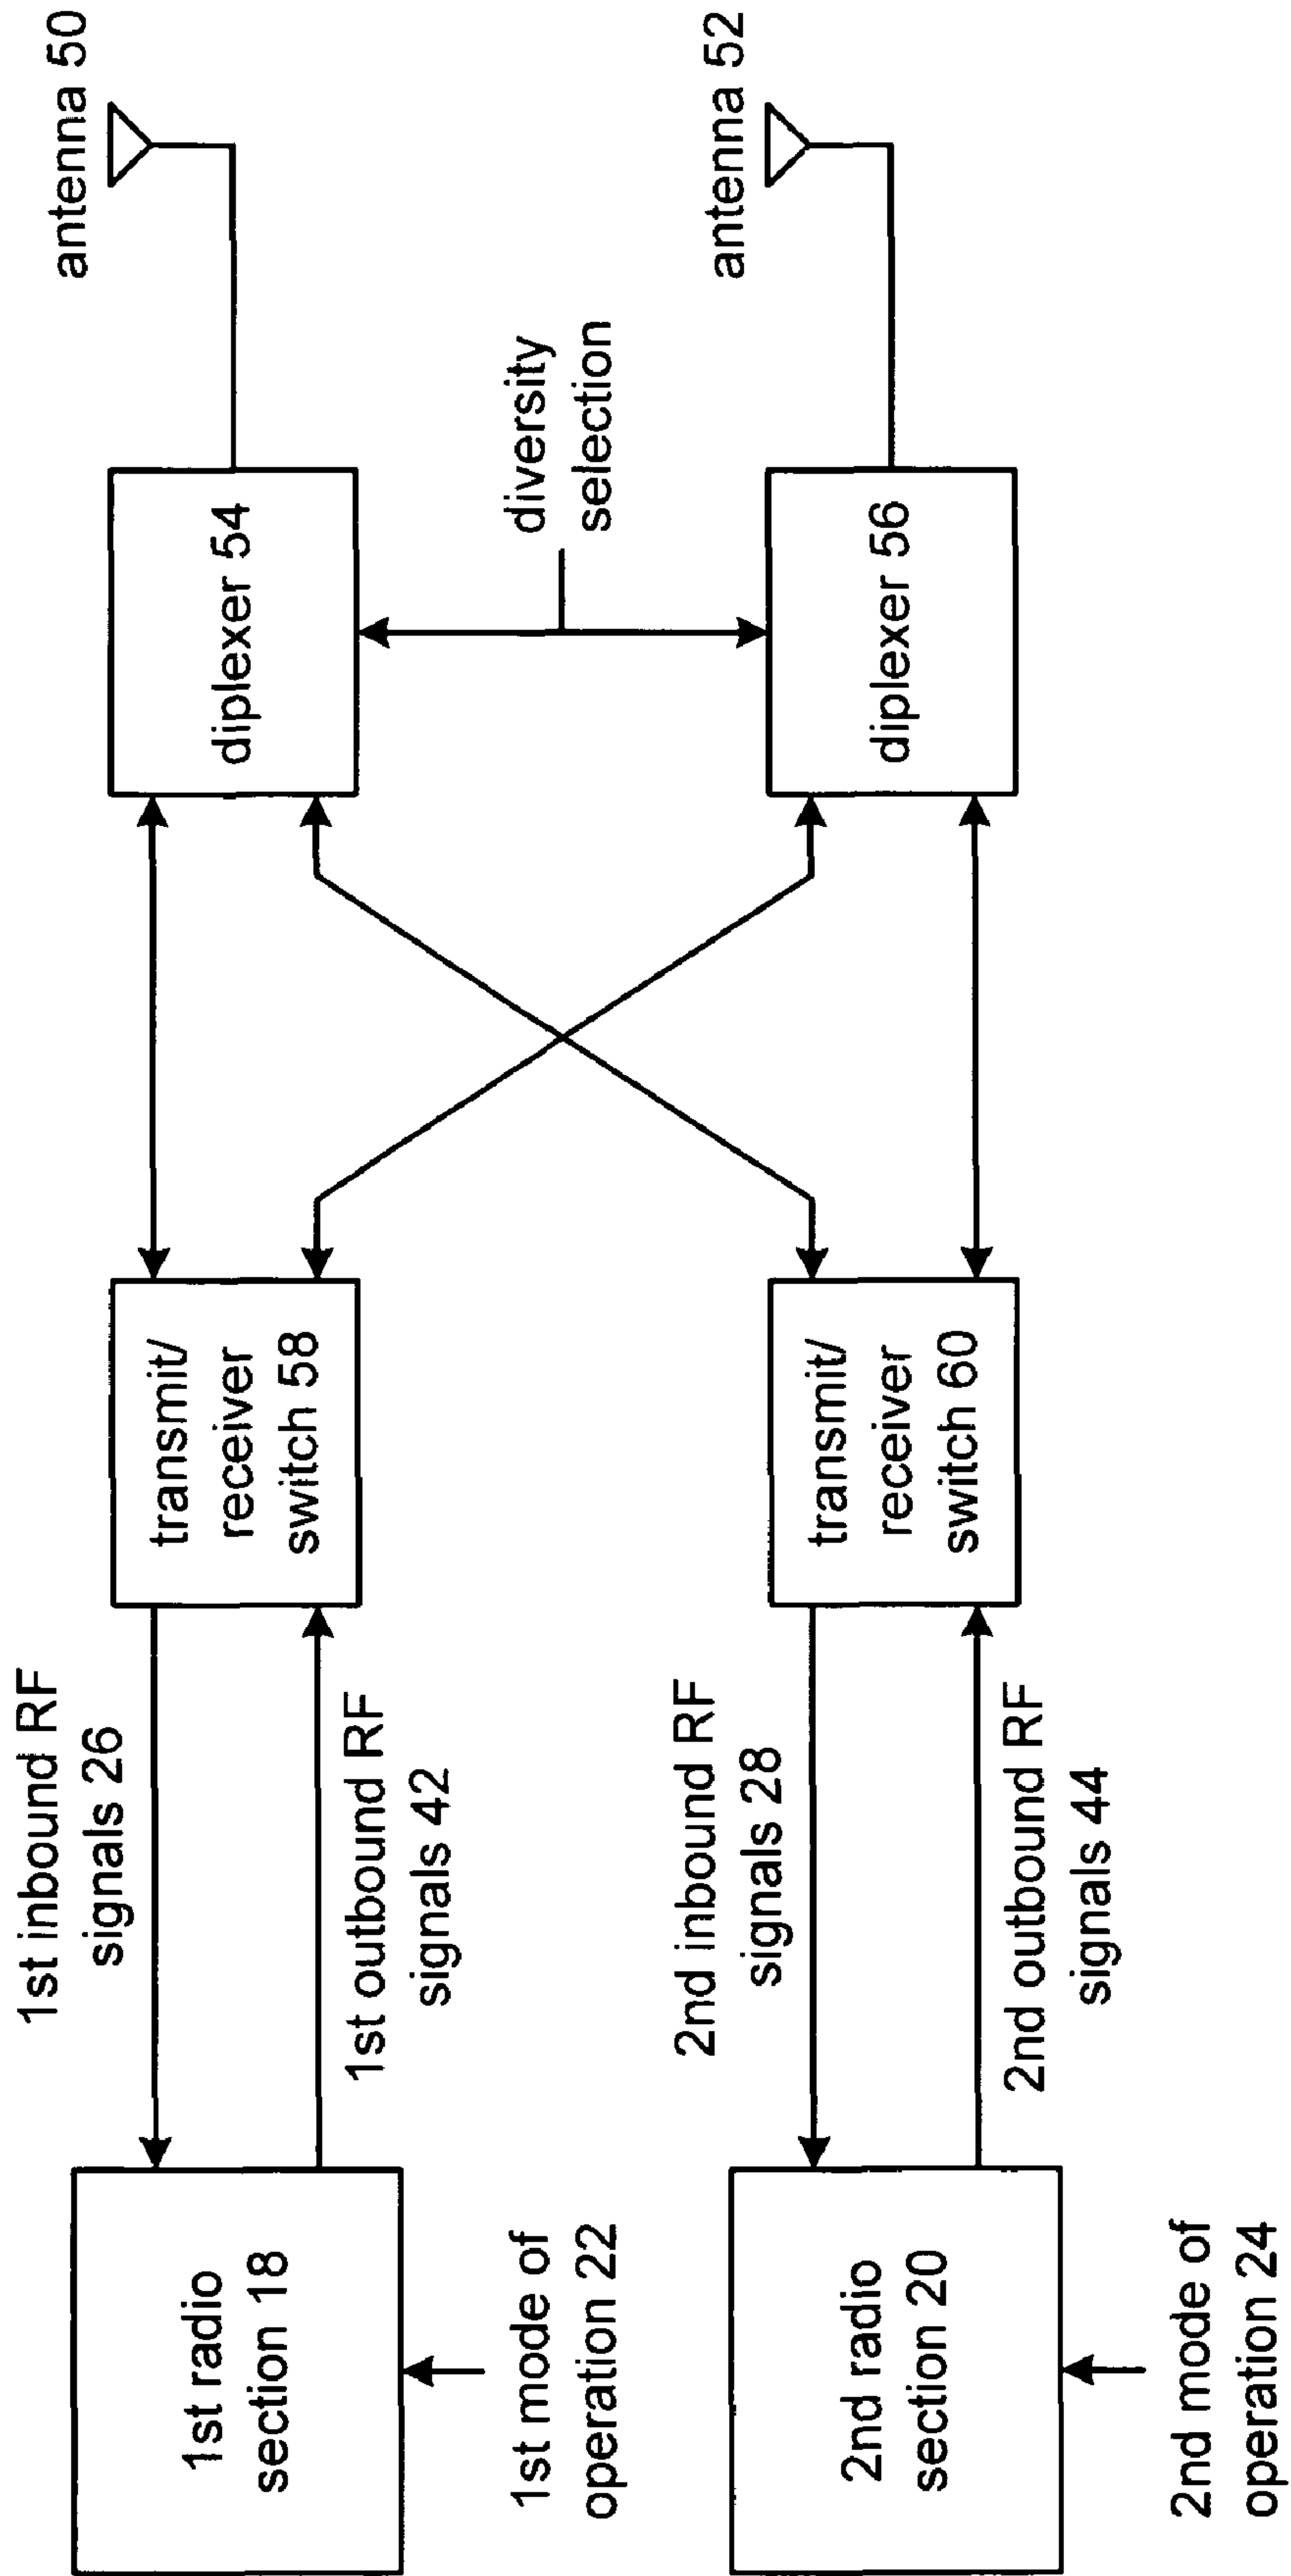 1st radio
section 18
1st mode of
operation 22
1st inbound RF
signals 26
1st outbound RF
signals 42
transmit/
receiver
switch 58
diplexer 54
antenna 50
diversity
selection
2nd radio
section 20
2nd mode of
operation 24
2nd inbound RF
signals 28
2nd outbound RF
signals 44
transmit/
receiver
switch 60
diplexer 56
antenna 52